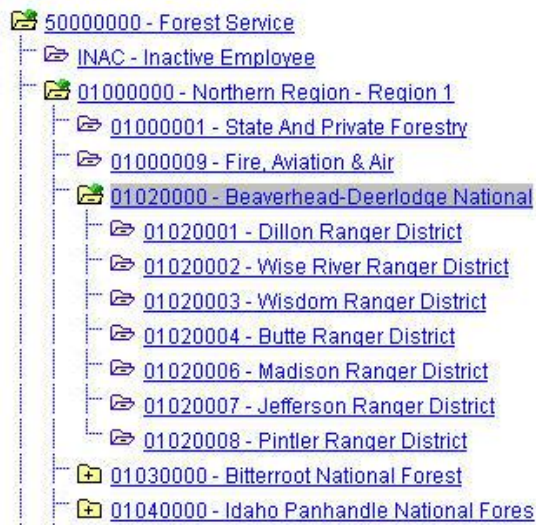 50000000 - Forest Service
INAC - Inactive Employee
01000000 - Northern Region - Region 1
01000001 - State And Private Forestry
01000009 - Fire, Aviation & Air
01020000 - Beaverhead-Deerlodge National
01020001 - Dillon Ranger District
01020002 - Wise River Ranger District
01020003 - Wisdom Ranger District
01020004 - Butte Ranger District
01020006 - Madison Ranger District
01020007 - Jefferson Ranger District
01020008 - Pintler Ranger District
01030000 - Bitterroot National Forest
01040000 - Idaho Panhandle National Fores